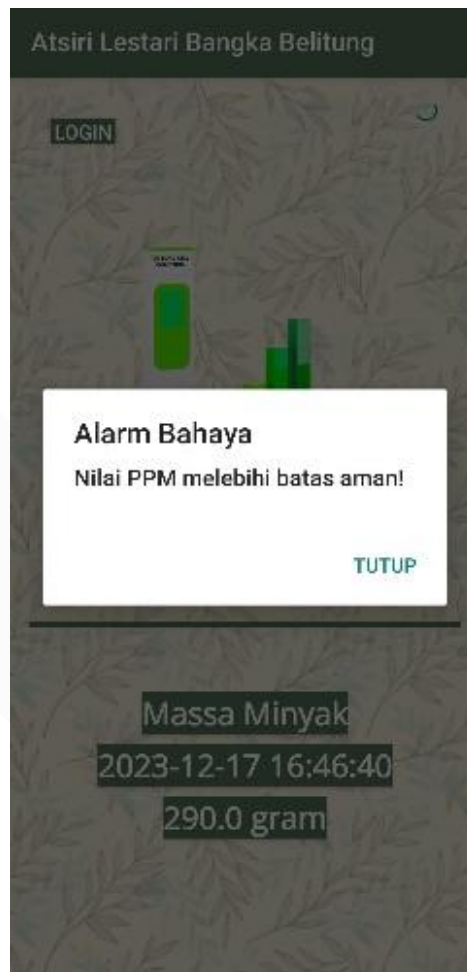 Atsiri Lestari Bangka Belitung
LOGIN
Alarm Bahaya
Nilai PPM melebihi batas aman!
TUTUP
Massa Minyak
2023-12-17 16:46:40
290.0 gram